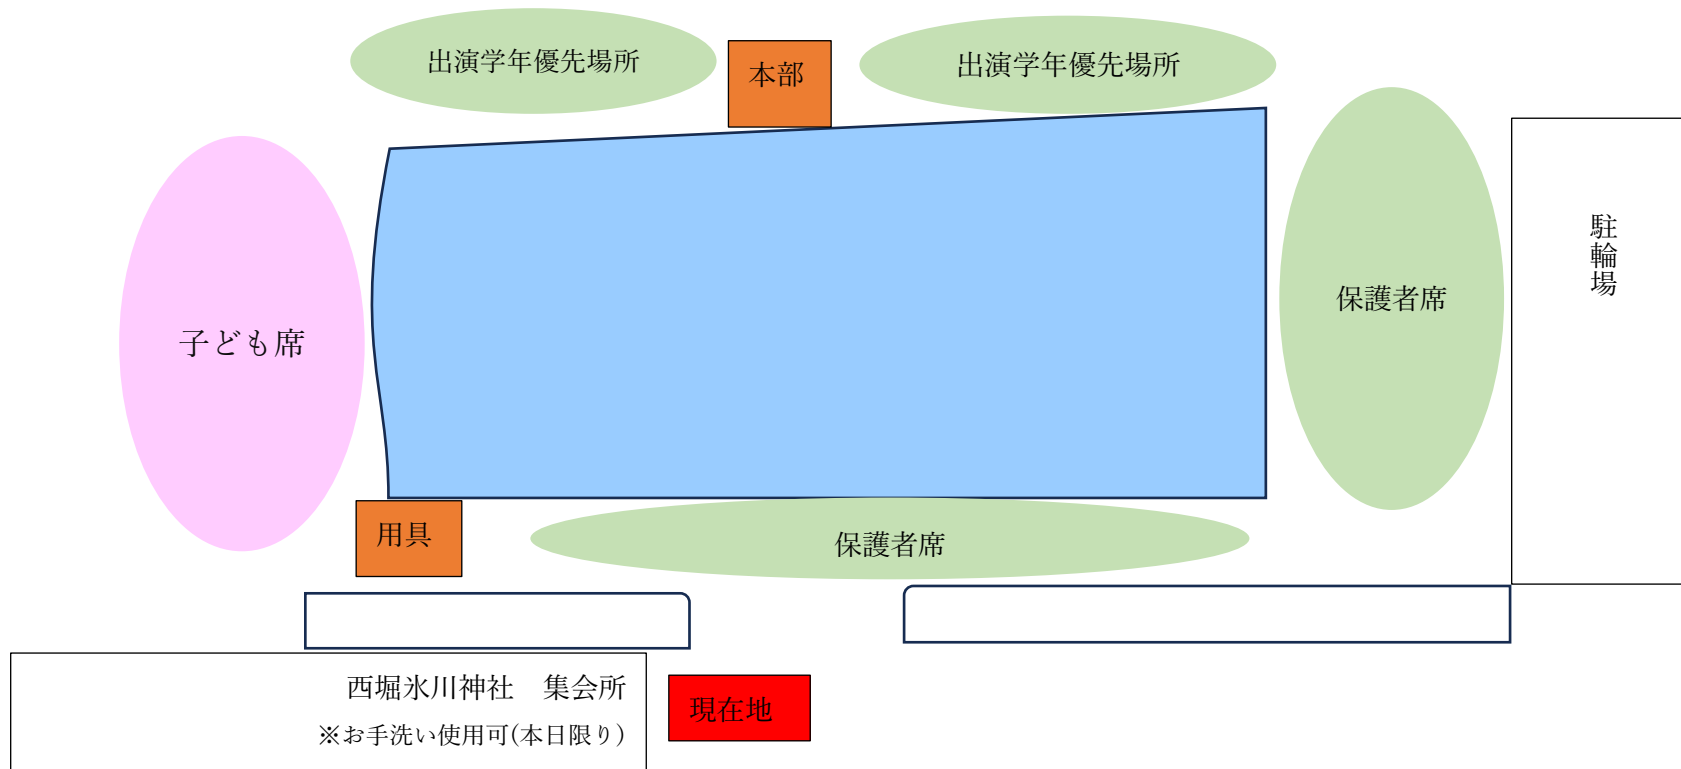 出演学年優先場所
本部
出演学年優先場所
子ども席
保護者席
駐輪場
用具
保護者席
西堀氷川神社　集会所
※お手洗い使用可(本日限り)
現在地